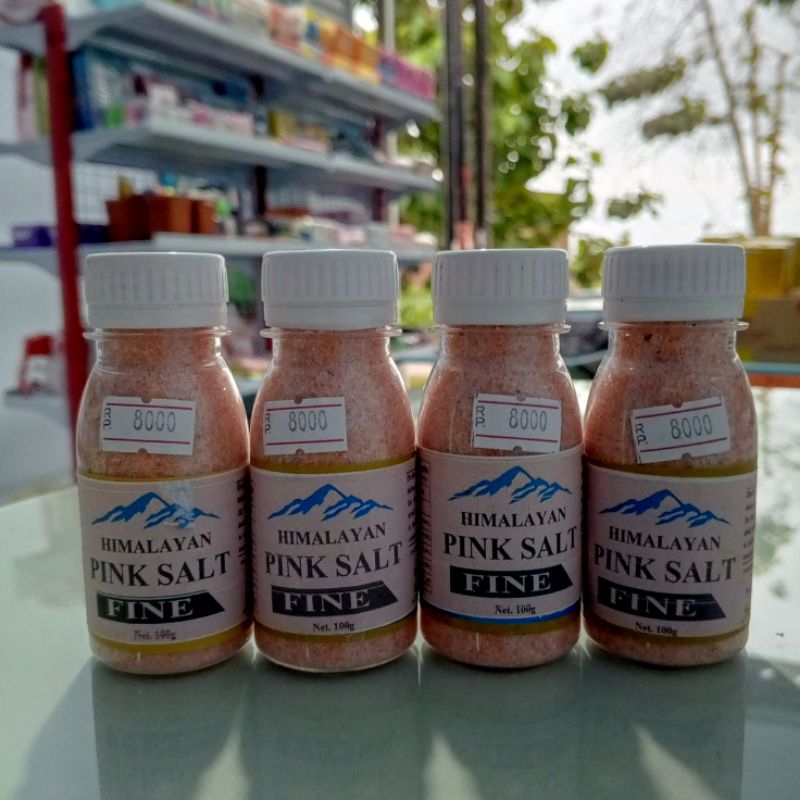 RP. 8000
HIMALAYAN
PINK SALT
FINE
Net. 100g
RP. 8000
HIMALAYAN
PINK SALT
FINE
Net. 100g
RP. 8000
HIMALAYAN
PINK SALT
FINE
Net. 100g
RP. 8000
HIMALAYAN
PINK SALT
FINE
Net. 100g